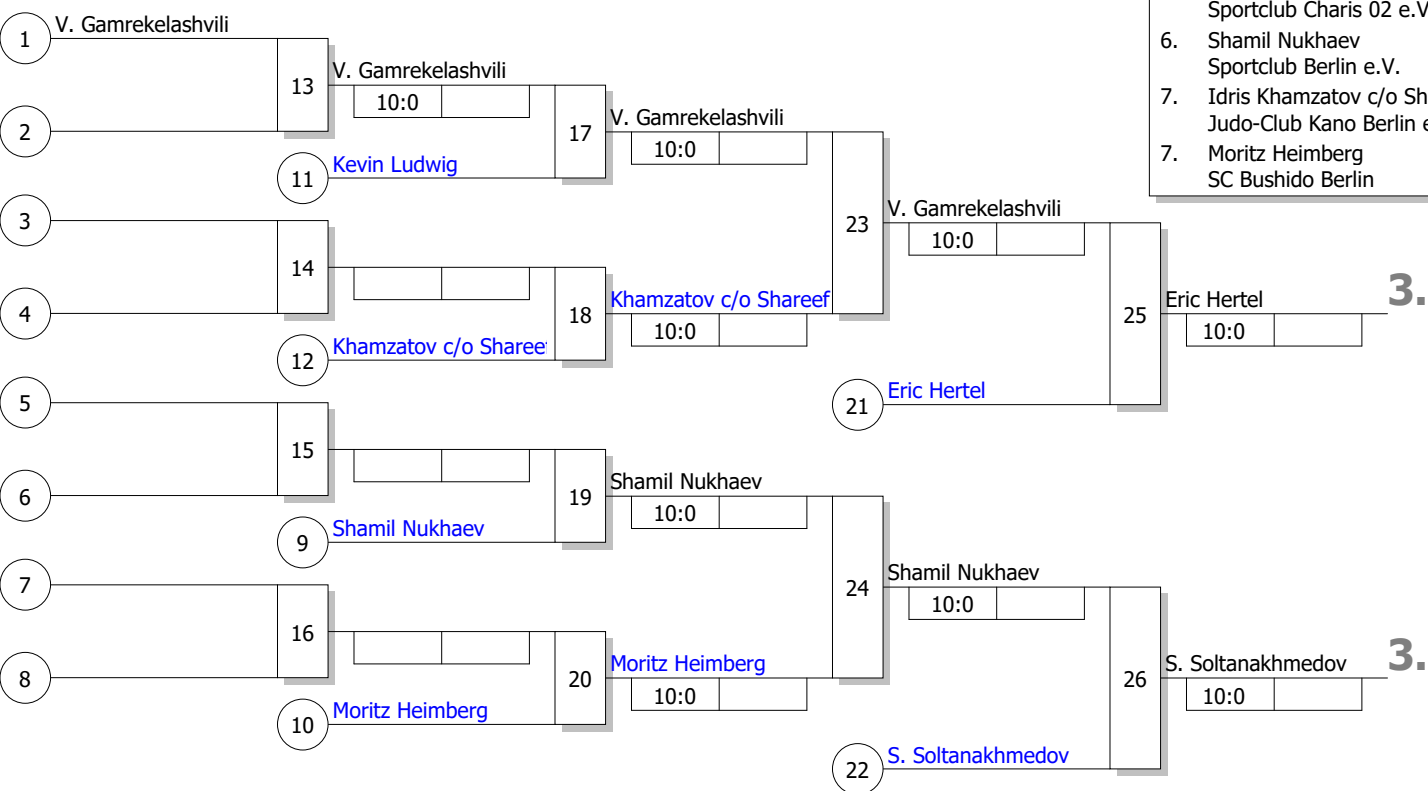 Sportclub Charis 02 e.V
6. Shamil Nukhaev
Sportclub Berlin e.V.
7. Idris Khamzatov c/o Sh
Judo-Club Kano Berlin e
7. Moritz Heimberg
SC Bushido Berlin
1 V. Gamrekelashvili
13 V. Gamrekelashvili
10:0
2
17 V. Gamrekelashvili
10:0
11 Kevin Ludwig
3
23 V. Gamrekelashvili
10:0
14
4
18 Khamzatov c/o Shareef
10:0
12 Khamzatov c/o Shareef
25 Eric Hertel
10:0
3.
5
21 Eric Hertel
15
6
19 Shamil Nukhaev
10:0
9 Shamil Nukhaev
7
24 Shamil Nukhaev
10:0
16
8
20 Moritz Heimberg
10:0
10 Moritz Heimberg
26 S. Soltanakhmedov
10:0
3.
22 S. Soltanakhmedov